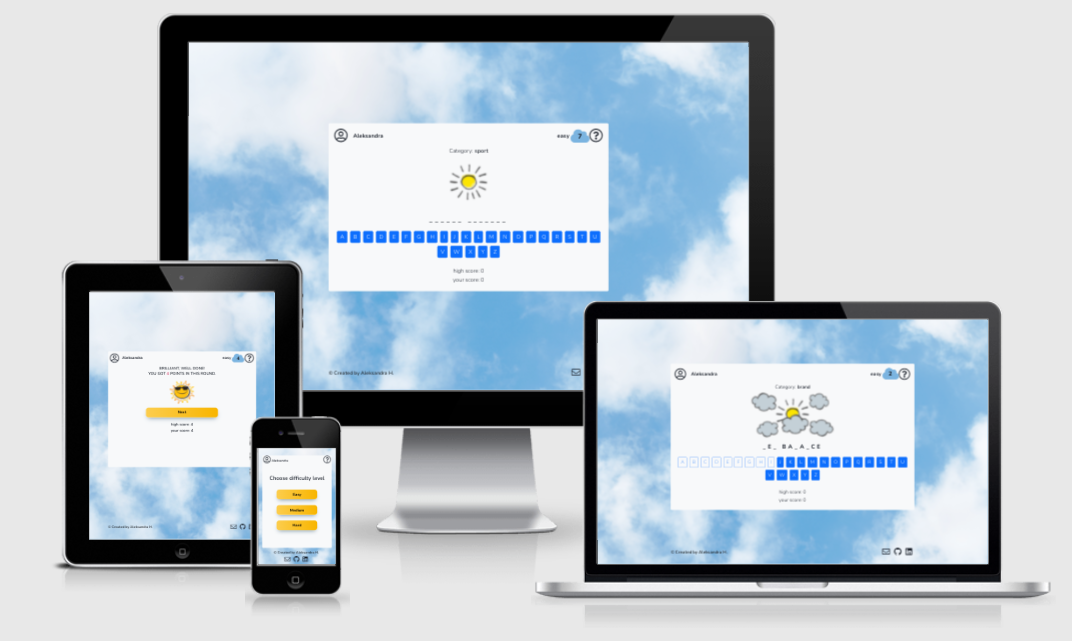 Aleksandra easy 7 ?
Category: sport
_ _ _ _ _ _ _ _ _ _ _ _ _
A B C D E F G H I J K L M N O P Q R S T U
V W X Y Z
high score: 0
your score: 0
© Created by Aleksandra H.
Aleksandra easy 4 ?
BRILLIANT, WELL DONE!
YOU GOT 4 POINTS IN THIS ROUND
Next
high score: 4
your score: 4
© Created by Aleksandra H.
Aleksandra ?
Choose difficulty level
Easy
Medium
Hard
© Created by Aleksandra H.
Aleksandra easy 2 ?
Category: brand
_ E _ B A _ A _ C E
A B C D E F G H I J K L M N O P Q R S T U
V W X Y Z
high score: 0
your score: 0
© Created by Aleksandra H.